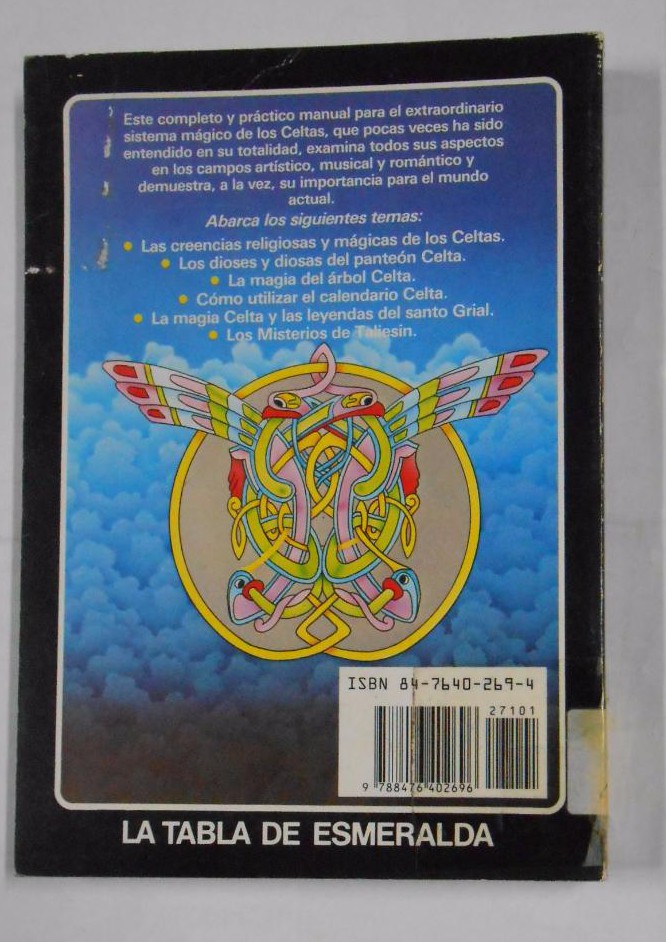 Este completo y práctico manual para el extraordinario
sistema mágico de los Celtas, que pocas veces ha sido
entendido en su totalidad, examina todos sus aspectos
en los campos artístico, musical y romántico y
demuestra, a la vez, su importancia para el mundo
actual.
Abarca los siguientes temas:
• Las creencias religiosas y mágicas de los Celtas.
• Los dioses y diosas del panteón Celta.
• La magia del árbol Celta.
• Cómo utilizar el calendario Celta.
• La magia Celta y las leyendas del santo Grial.
• Los Misterios de Taliesin.
ISBN 84-7640-269-4
27101
9 788476 402696
LA TABLA DE ESMERALDA